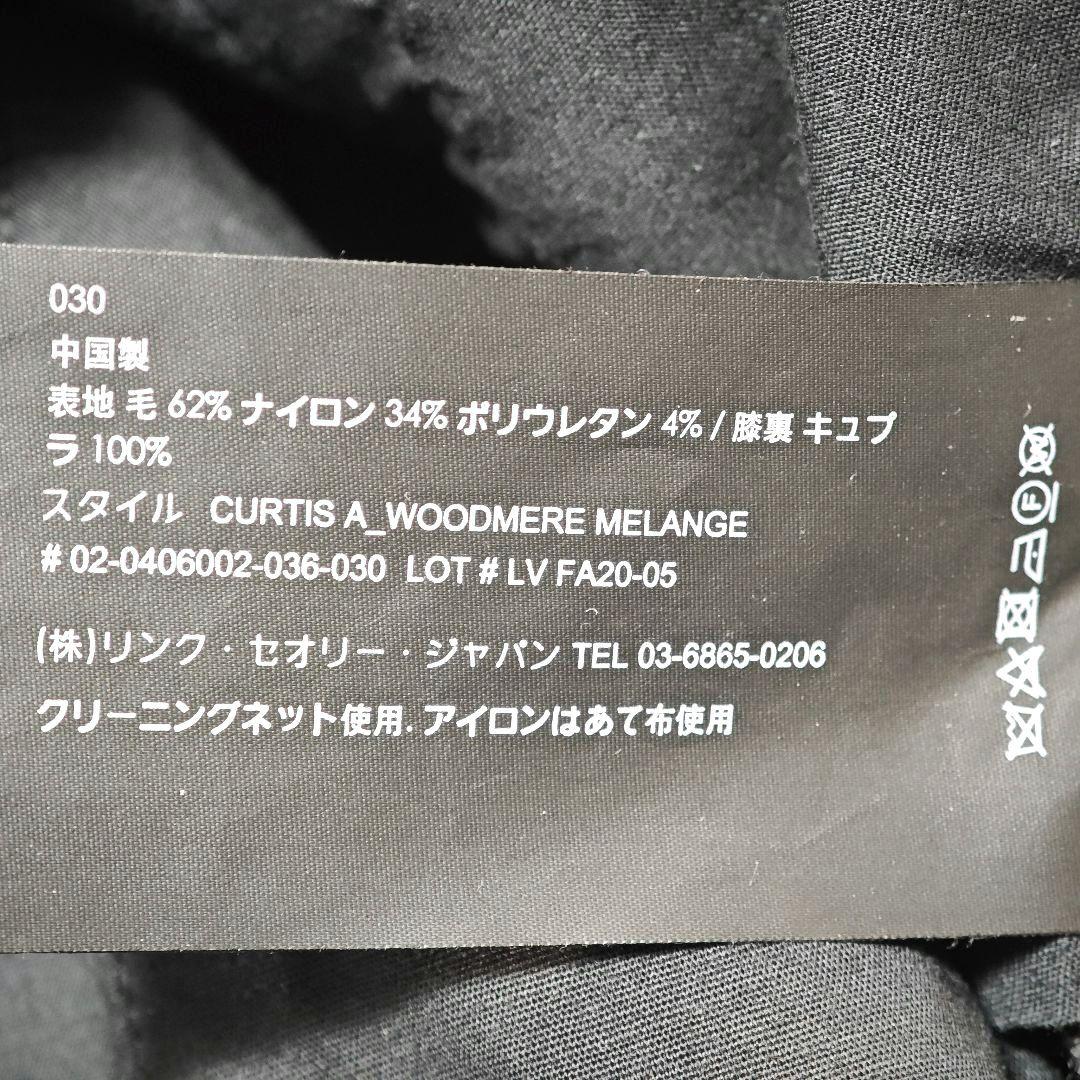 030
中国製
表地 毛 62% ナイロン 34% ポリウレタン 4% / 膝裏 キュプ
ラ 100%
スタイル CURTIS A_WOODMERE MELANGE
# 02-0406002-036-030 LOT # LV FA20-05
(株)リンク・セオリー・ジャパン TEL 03-6865-0206
クリーニングネット使用. アイロンはあて布使用